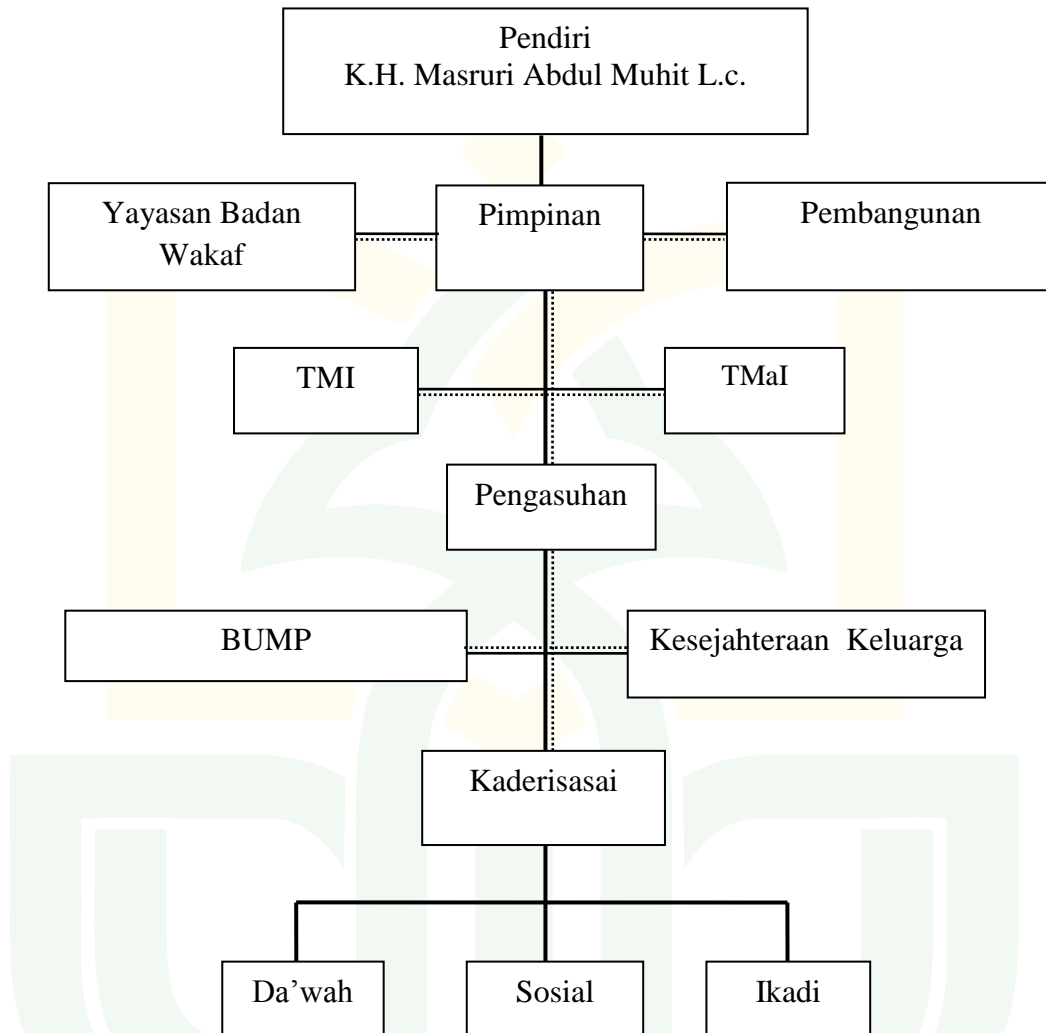 Pendiri
K.H. Masruri Abdul Muhit L.c.
Yayasan Badan
Wakaf
Pimpinan
Pembangunan
TMI
TMaI
Pengasuhan
BUMP
Kesejahteraan Keluarga
Kaderisasai
Da’wah
Sosial
Ikadi